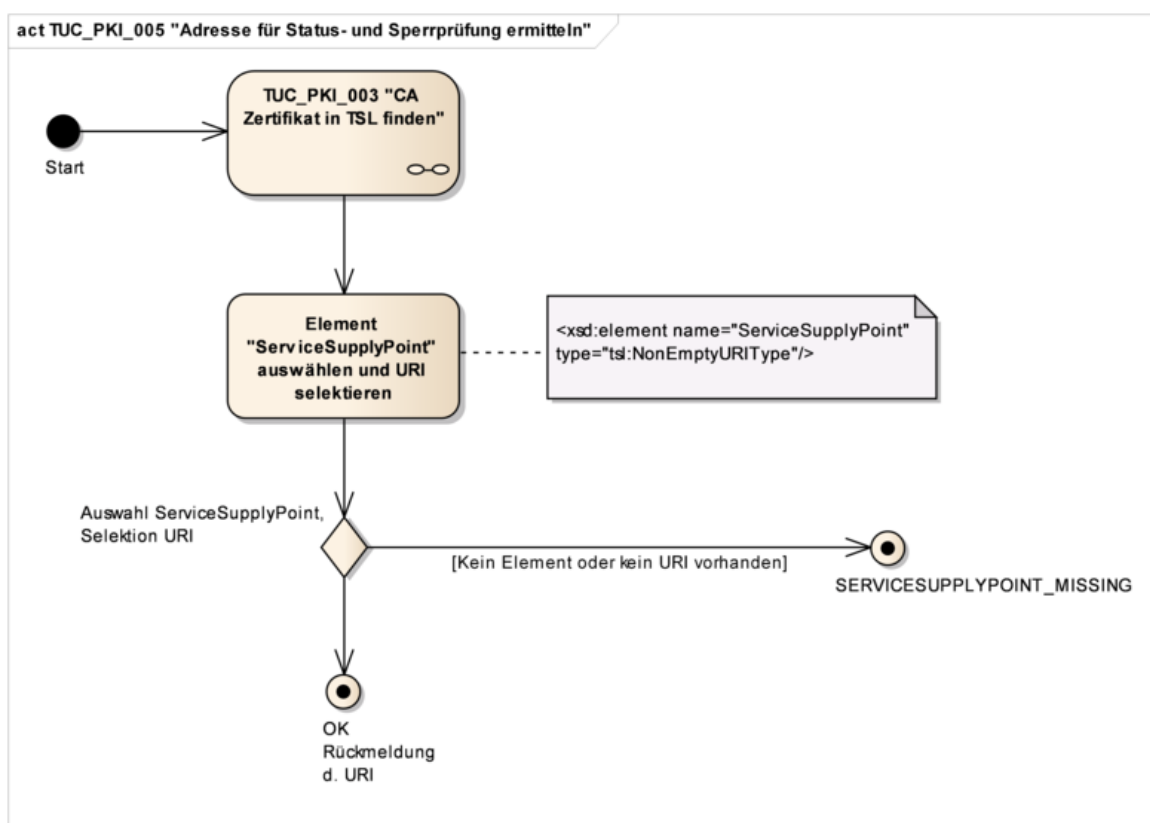 act TUC_PKI_005 "Adresse für Status- und Sperrprüfung ermitteln"
TUC_PKI_003 "CA
Zertifikat in TSL finden"
Start
Element
"ServiceSupplyPoint"
auswählen und URI
selektieren
<xsd:element name="ServiceSupplyPoint"
type="tsl:NonEmptyURIType"/>
Auswahl ServiceSupplyPoint,
Selektion URI
[Kein Element oder kein URI vorhanden]
SERVICESUPPLYPOINT_MISSING
OK
Rückmeldung
d. URI